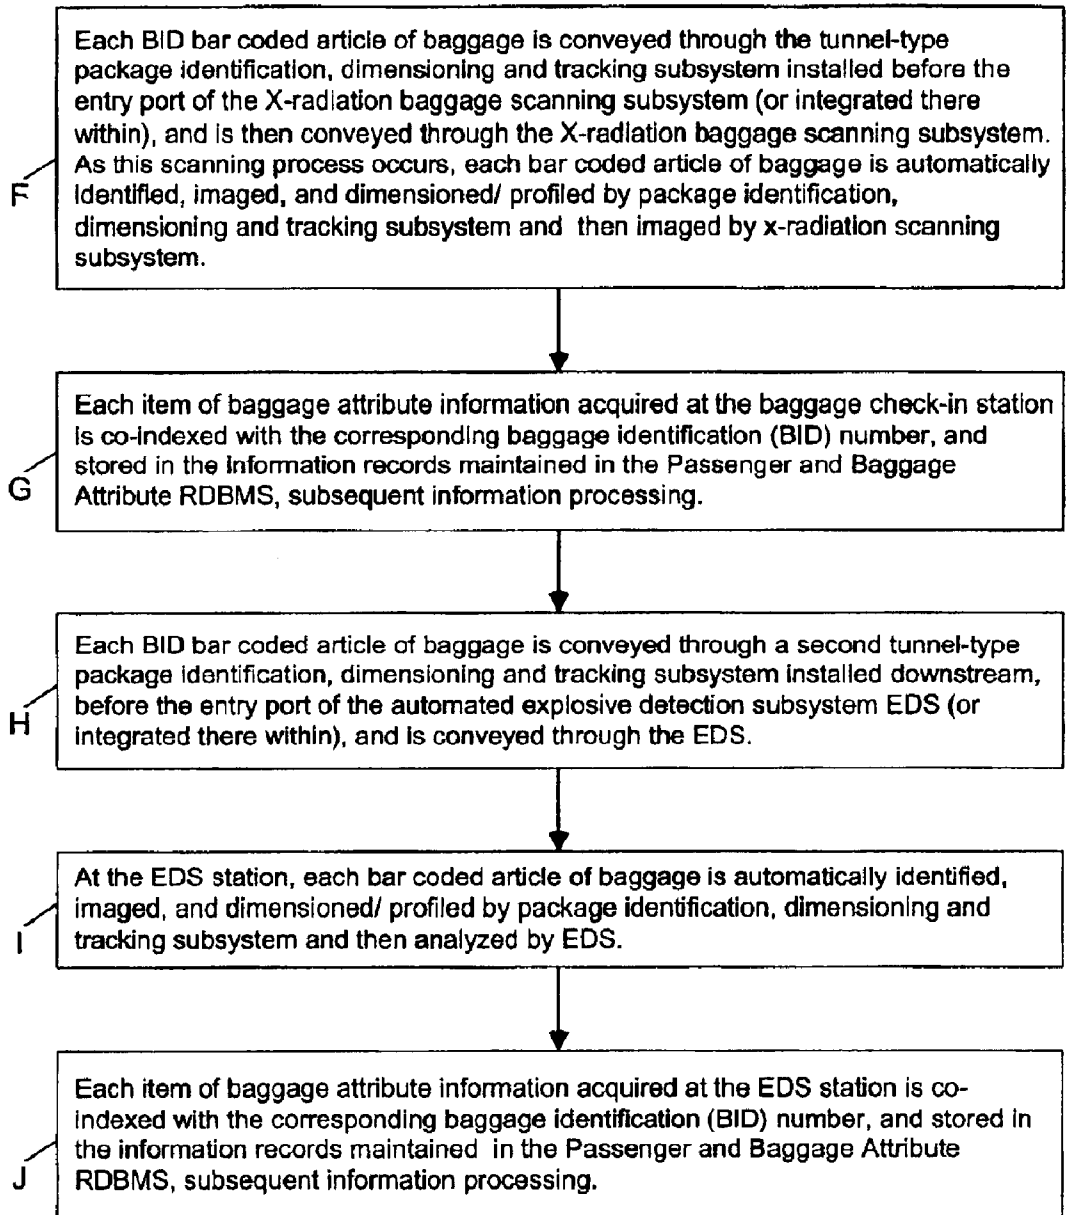 Each BID bar coded article of baggage is conveyed through the tunnel-type
package identification, dimensioning and tracking subsystem installed before the
entry port of the X-radiation baggage scanning subsystem (or integrated there
within), and is then conveyed through the X-radiation baggage scanning subsystem.
As this scanning process occurs, each bar coded article of baggage is automatically
identified, imaged, and dimensioned/ profiled by package identification,
dimensioning and tracking subsystem and then imaged by x-radiation scanning
subsystem.
F
Each item of baggage attribute information acquired at the baggage check-in station
is co-indexed with the corresponding baggage identification (BID) number, and
stored in the information records maintained in the Passenger and Baggage
Attribute RDBMS, subsequent information processing.
G
Each BID bar coded article of baggage is conveyed through a second tunnel-type
package identification, dimensioning and tracking subsystem installed downstream,
before the entry port of the automated explosive detection subsystem EDS (or
integrated there within), and is conveyed through the EDS.
H
At the EDS station, each bar coded article of baggage is automatically identified,
imaged, and dimensioned/ profiled by package identification, dimensioning and
tracking subsystem and then analyzed by EDS.
I
Each item of baggage attribute information acquired at the EDS station is co-
indexed with the corresponding baggage identification (BID) number, and stored in
the information records maintained in the Passenger and Baggage Attribute
RDBMS, subsequent information processing.
J